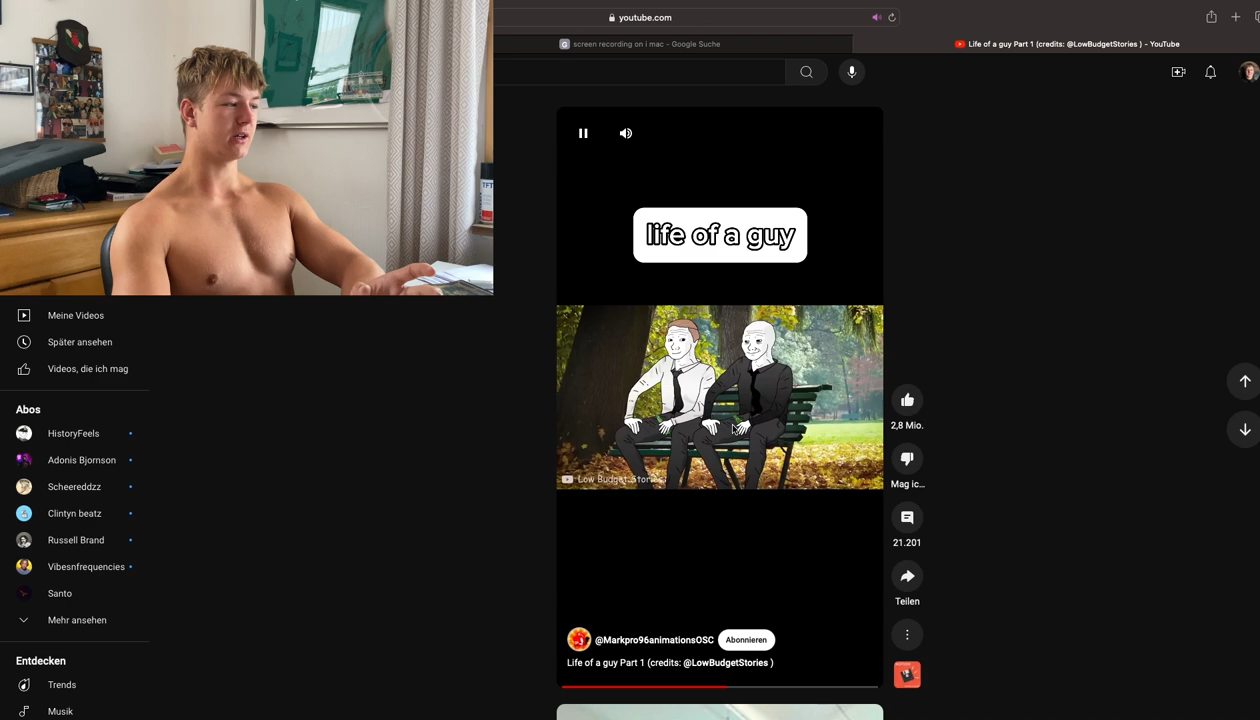 youtube.com
G screen recording on i mac - Google Suche
Life of a guy Part 1 (credits: @LowBudgetStories ) - YouTube
TFT
life of a guy
Low Budget Stories
Meine Videos
Später ansehen
Videos, die ich mag
Abos
HistoryFeels
Adonis Bjornson
Scheereddzz
Clintyn beatz
Russell Brand
Vibesnfrequencies
Santo
Mehr ansehen
Entdecken
Trends
Musik
2,8 Mio.
Mag ic...
21.201
Teilen
@Markpro96animationsOSC
Abonnieren
Life of a guy Part 1 (credits: @LowBudgetStories )